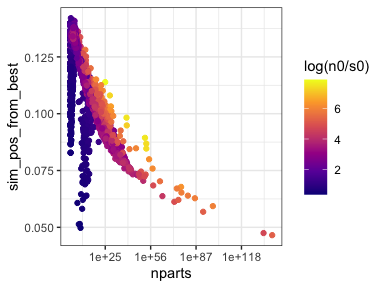 sim_pos_from_best
0.125
0.100
0.075
0.050
1e+25
1e+56
1e+87
1e+118
nparts
log(n0/s0)
6
4
2